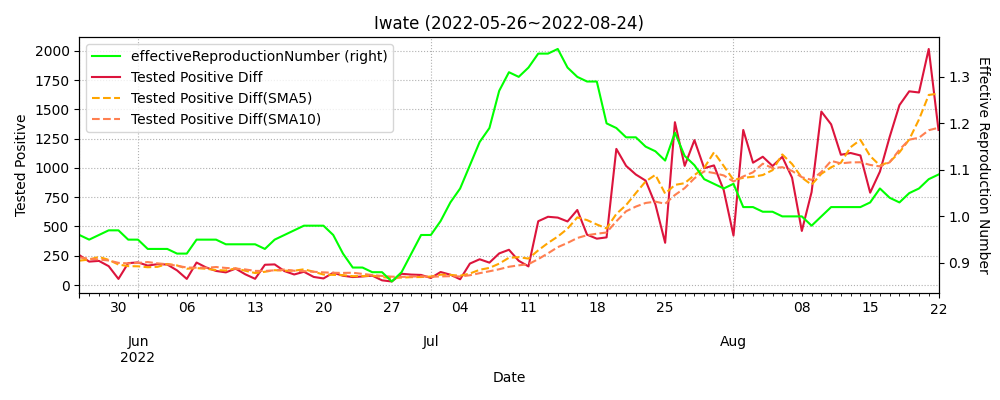 Iwate (2022-05-26~2022-08-24)
effectiveReproductionNumber (right)
Tested Positive Diff
Tested Positive Diff(SMA5)
Tested Positive Diff(SMA10)
Tested Positive
2000
1750
1500
1250
1000
750
500
250
0
1.3
1.2
1.1
1.0
0.9
Effective Reproduction Number
30 06 13 20 27 04 11 18 25 08 15 22
Jun Jul Aug
2022
Date